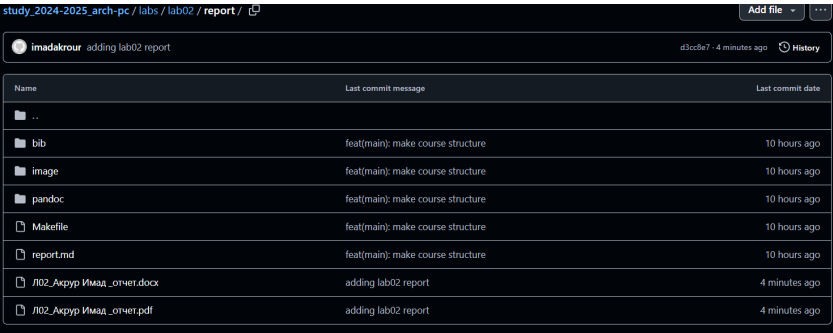 study_2024-2025_arch-pc / labs / lab02 / report / Add file ...
imadakrour adding lab02 report d3cc8e7 · 4 minutes ago History
Name Last commit message Last commit date
..
bib feat(main): make course structure 10 hours ago
image feat(main): make course structure 10 hours ago
pandoc feat(main): make course structure 10 hours ago
Makefile feat(main): make course structure 10 hours ago
report.md feat(main): make course structure 10 hours ago
Л02_Акрур Имад _отчет.docx adding lab02 report 4 minutes ago
Л02_Акрур Имад _отчет.pdf adding lab02 report 4 minutes ago